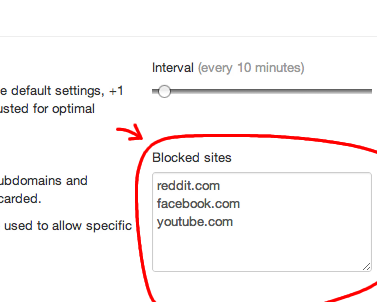 Interval (every 10 minutes)
e default settings, +1
usted for optimal
Blocked sites
ubdomains and
carded.
used to allow specific
reddit.com
facebook.com
youtube.com